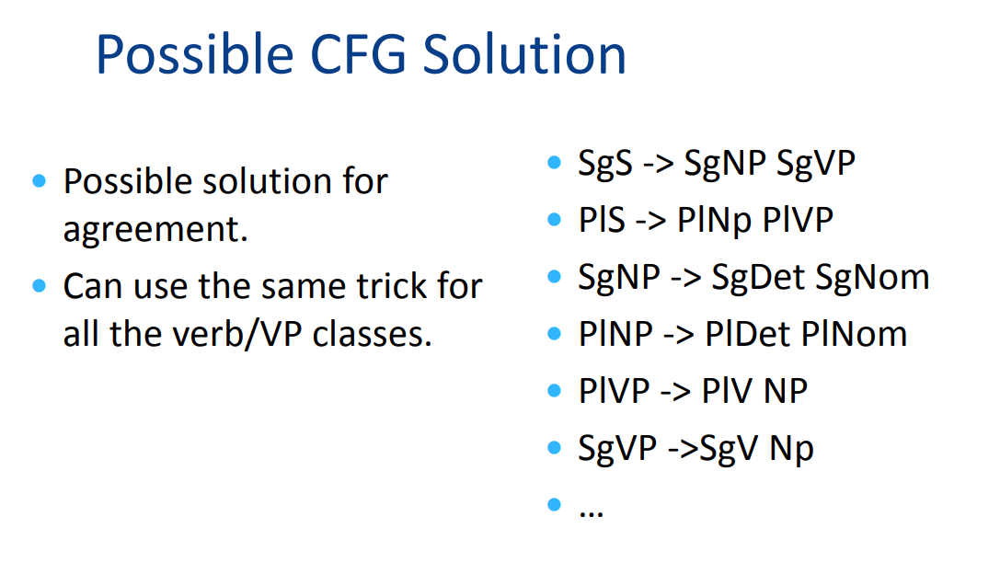 Possible CFG Solution
• Possible solution for
agreement.
• Can use the same trick for
all the verb/VP classes.
• SgS -> SgNP SgVP
• PlS -> PlNp PlVP
• SgNP -> SgDet SgNom
• PlNP -> PlDet PlNom
• PlVP -> PlV NP
• SgVP ->SgV Np
• …